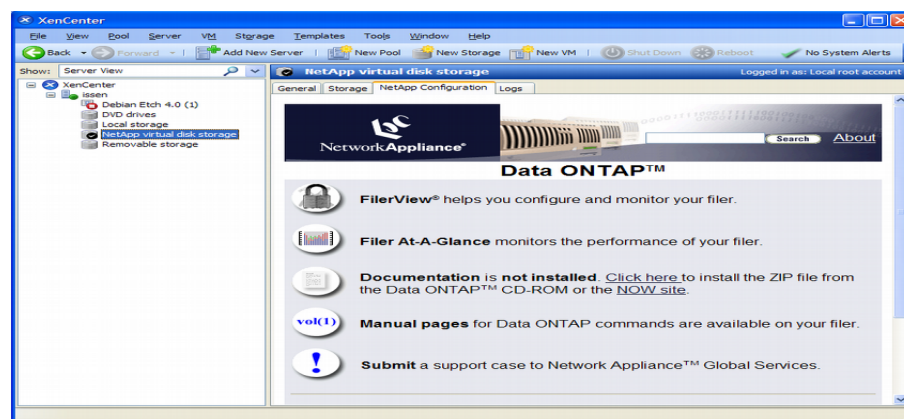 XenCenter
File View Pool Server VM Storage Templates Tools Window Help
Back Forward Add New Server New Pool New Storage New VM Shut Down Reboot No System Alerts
Show: Server View
NetApp virtual disk storage Logged in as: Local root account
XenCenter
issen
Debian Etch 4.0 (1)
DVD drives
Local storage
NetApp virtual disk storage
Removable storage
General Storage NetApp Configuration Logs
NetworkAppliance®
Search About
Data ONTAP™
FilerView® helps you configure and monitor your filer.
Filer At-A-Glance monitors the performance of your filer.
Documentation is not installed. Click here to install the ZIP file from
the Data ONTAP™ CD-ROM or the NOW site.
vol(1) Manual pages for Data ONTAP commands are available on your filer.
! Submit a support case to Network Appliance™ Global Services.